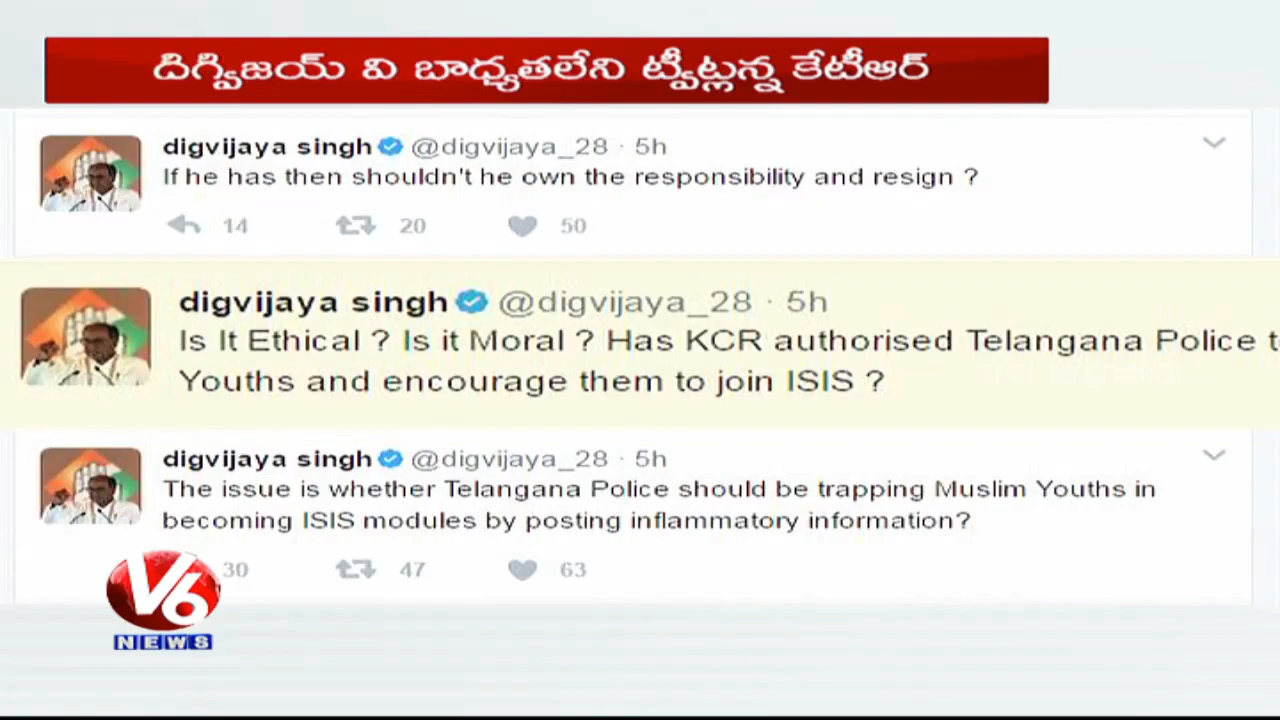 దిగ్విజయ్ వి బాధ్యతలేని ట్వీట్లన్న కేటీఆర్
digvijaya singh @digvijaya_28 · 5h
If he has then shouldn't he own the responsibility and resign ?
14 20 50
digvijaya singh @digvijaya_28 · 5h
Is It Ethical ? Is it Moral ? Has KCR authorised Telangana Police
Youths and encourage them to join ISIS ?
digvijaya singh @digvijaya_28 · 5h
The issue is whether Telangana Police should be trapping Muslim Youths in
becoming ISIS modules by posting inflammatory information?
30 47 63
V6
NEWS